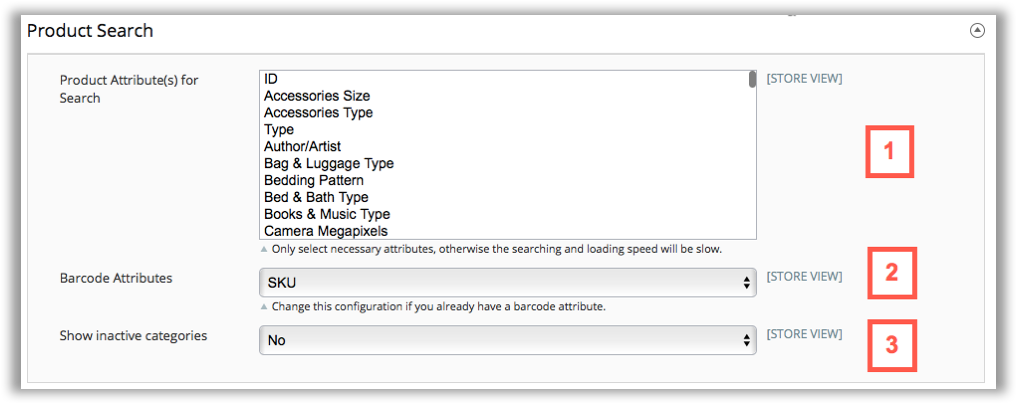 Product Search
Product Attribute(s) for
Search
ID
Accessories Size
Accessories Type
Type
Author/Artist
Bag & Luggage Type
Bedding Pattern
Bed & Bath Type
Books & Music Type
Camera Megapixels
[STORE VIEW]
1
Only select necessary attributes, otherwise the searching and loading speed will be slow.
Barcode Attributes
SKU
[STORE VIEW]
2
Change this configuration if you already have a barcode attribute.
Show inactive categories
No
[STORE VIEW]
3